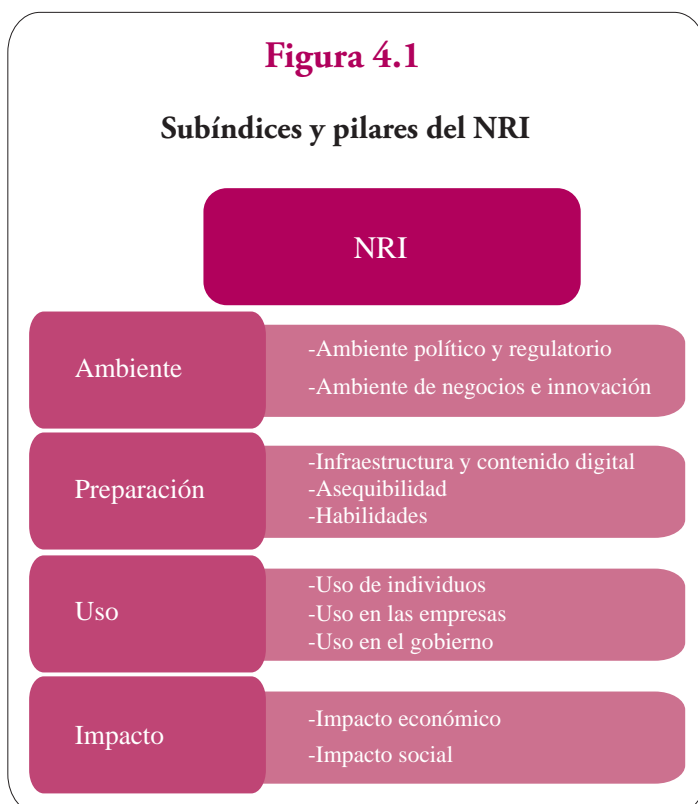 Figura 4.1
Subíndices y pilares del NRI
NRI
Ambiente
-Ambiente político y regulatorio
-Ambiente de negocios e innovación
Preparación
-Infraestructura y contenido digital
-Asequibilidad
-Habilidades
Uso
-Uso de individuos
-Uso en las empresas
-Uso en el gobierno
Impacto
-Impacto económico
-Impacto social